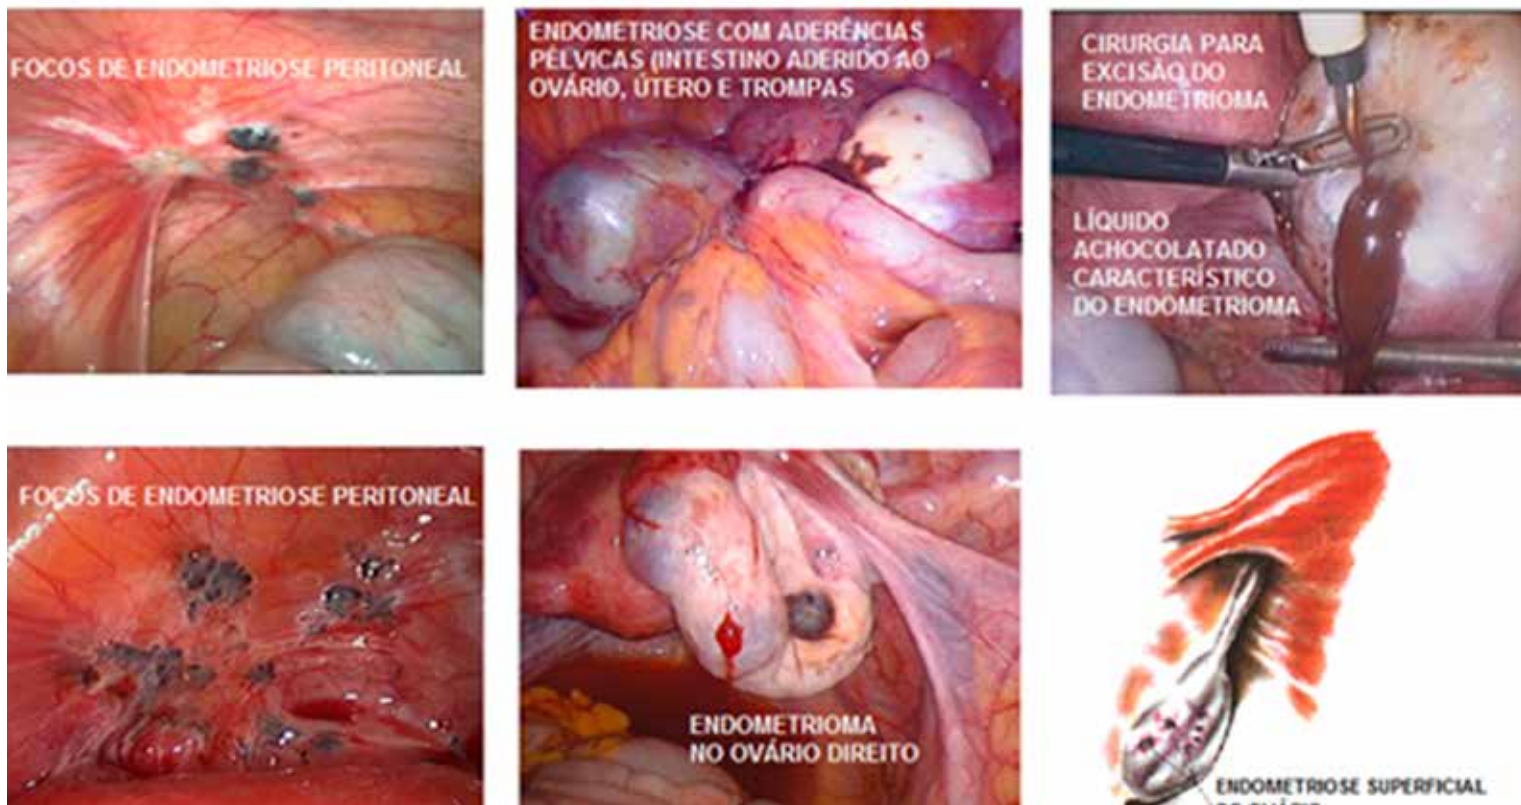 FOCOS DE ENDOMETRIOSE PERITONEAL
ENDOMETRIOSE COM ADERÊNCIAS
PÉLVICAS (INTESTINO ADERIDO AO
OVÁRIO, ÚTERO E TROMPAS
CIRURGIA PARA
EXCISÃO DO
ENDOMETRIOMA
LÍQUIDO
ACHOCOLATADO
CARACTERÍSTICO
DO ENDOMETRIOMA
FOCOS DE ENDOMETRIOSE PERITONEAL
ENDOMETRIOMA
NO OVÁRIO DIREITO
ENDOMETRIOSE SUPERFICIAL